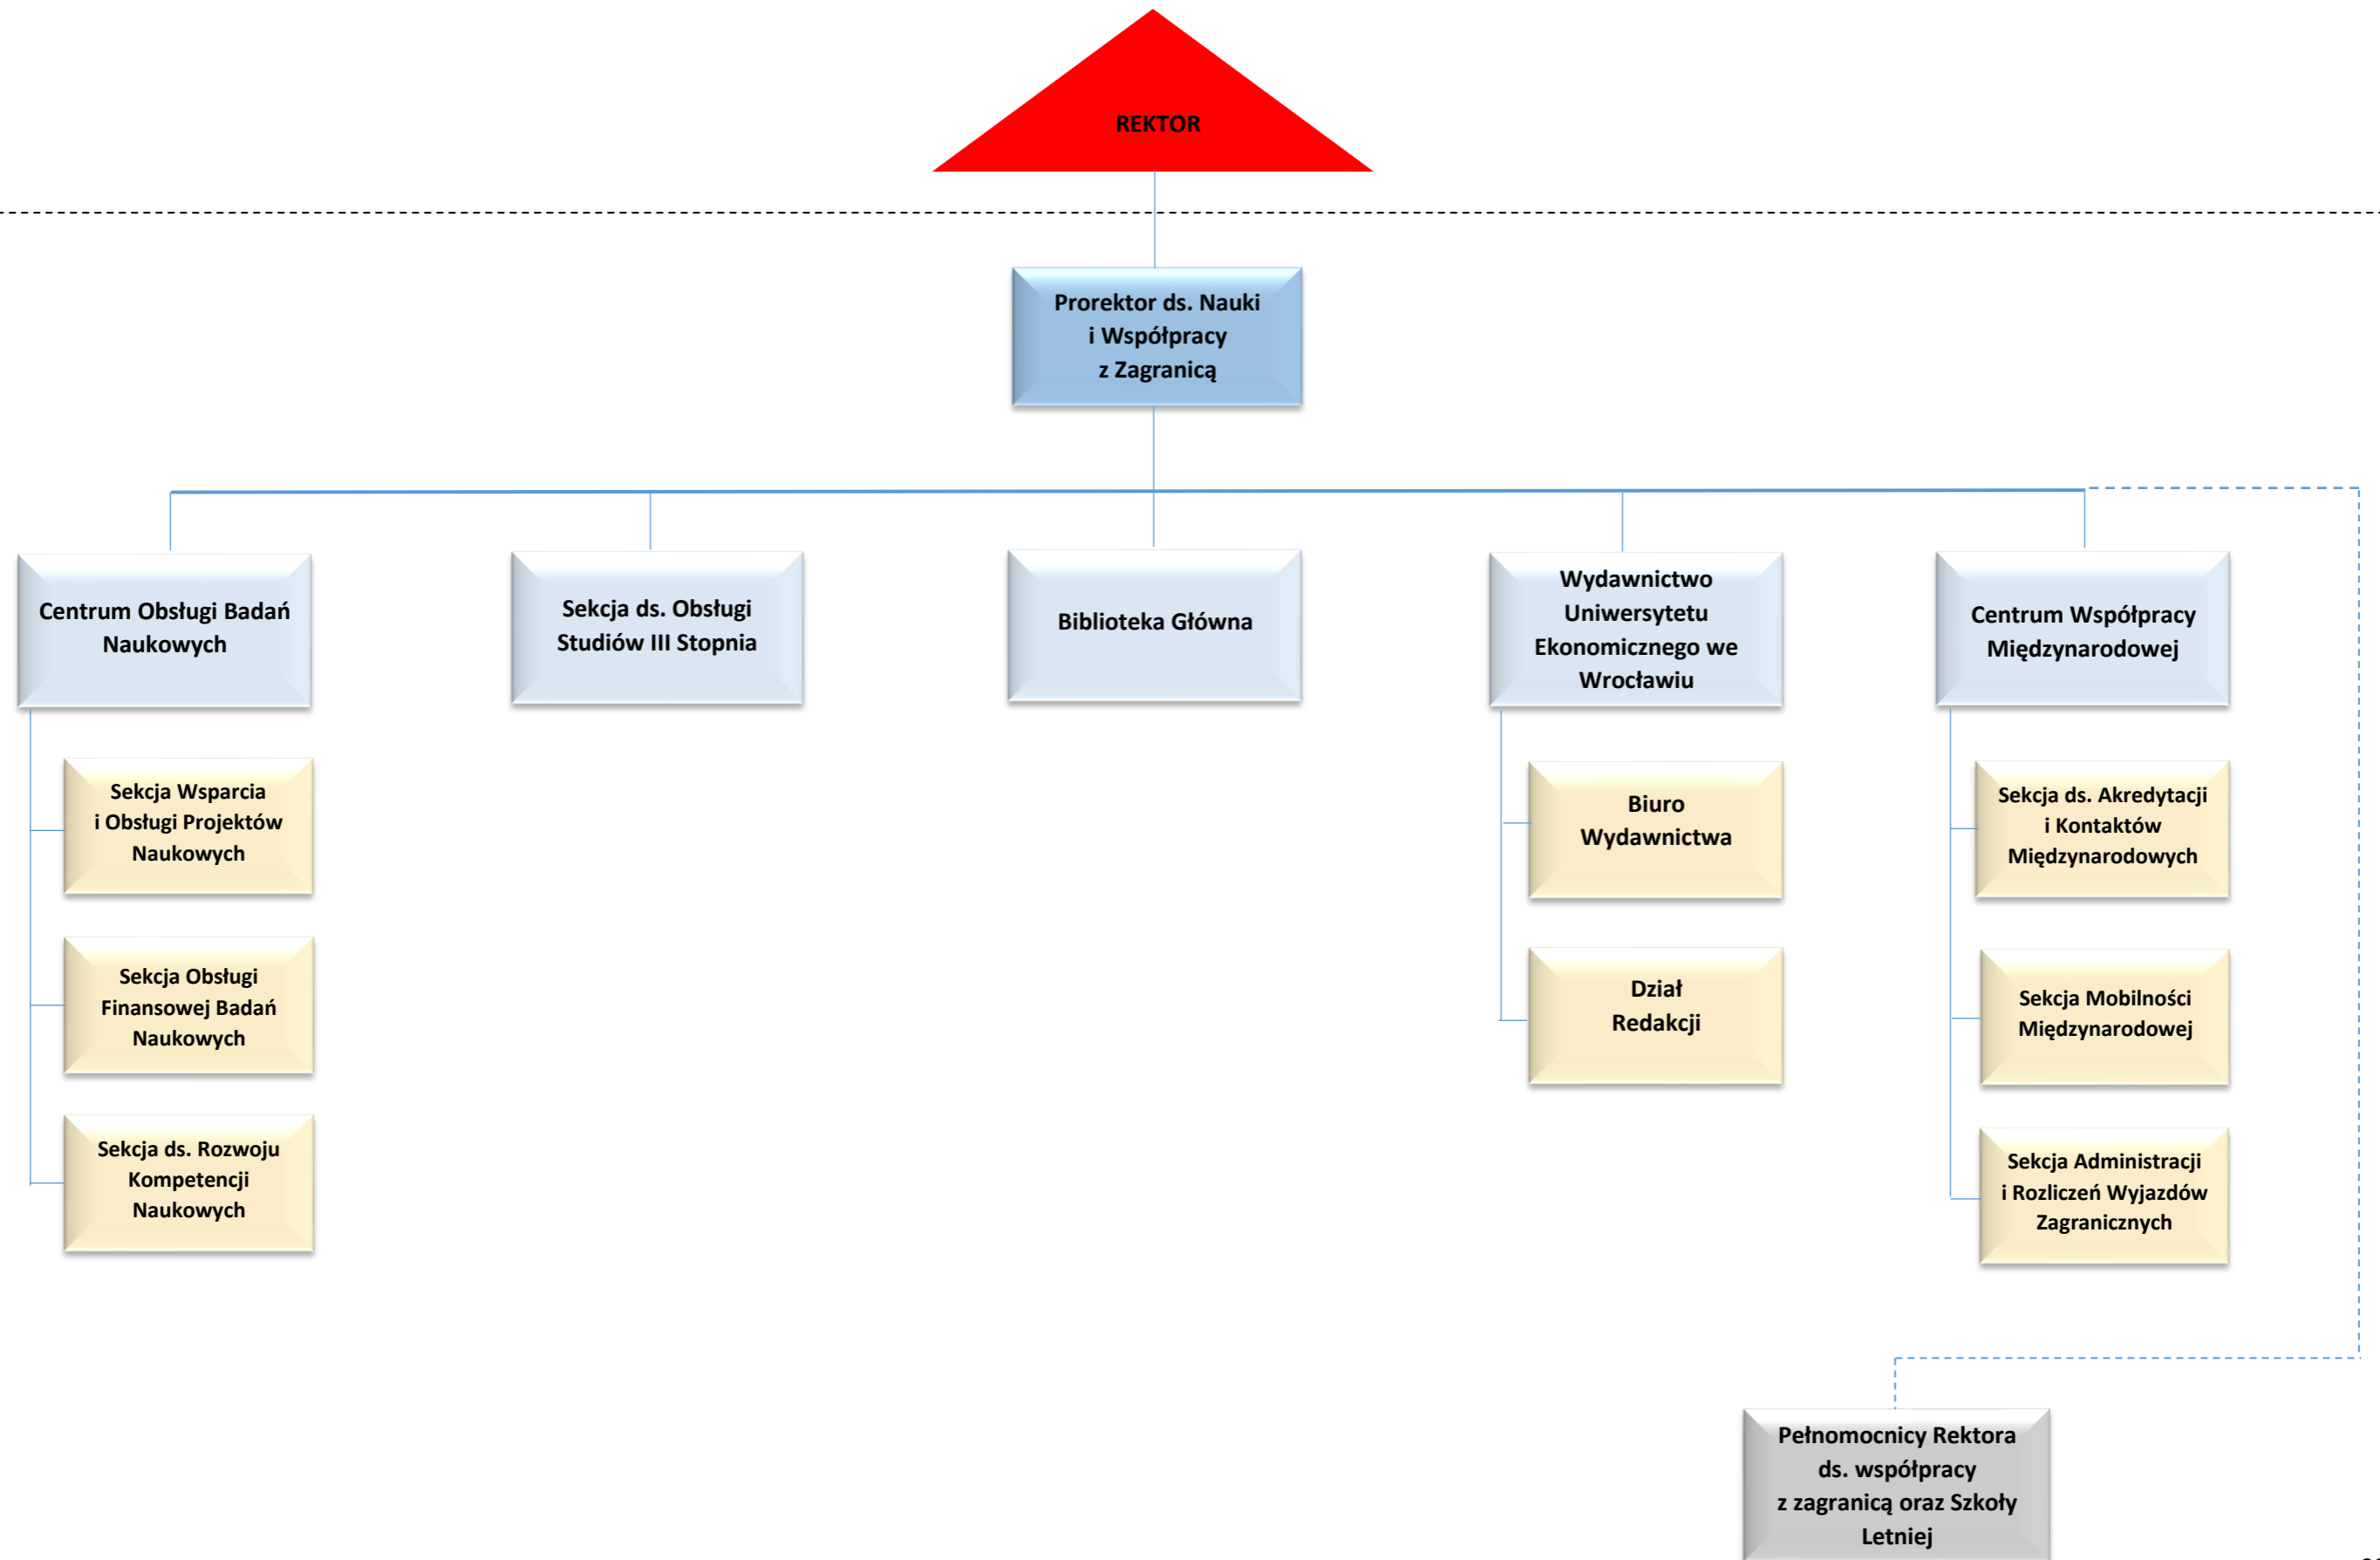 REKTOR
Prorektor ds. Nauki
i Współpracy
z Zagranicą
Centrum Obsługi Badań
Naukowych
Sekcja ds. Obsługi
Studiów III Stopnia
Biblioteka Główna
Wydawnictwo
Uniwersytetu
Ekonomicznego we
Wrocławiu
Centrum Współpracy
Międzynarodowej
Sekcja Wsparcia
i Obsługi Projektów
Naukowych
Sekcja Obsługi
Finansowej Badań
Naukowych
Sekcja ds. Rozwoju
Kompetencji
Naukowych
Biuro
Wydawnictwa
Dział
Redakcji
Sekcja ds. Akredytacji
i Kontaktów
Międzynarodowych
Sekcja Mobilności
Międzynarodowej
Sekcja Administracji
i Rozliczeń Wyjazdów
Zagranicznych
Pełnomocnicy Rektora
ds. współpracy
z zagranicą oraz Szkoły
Letniej